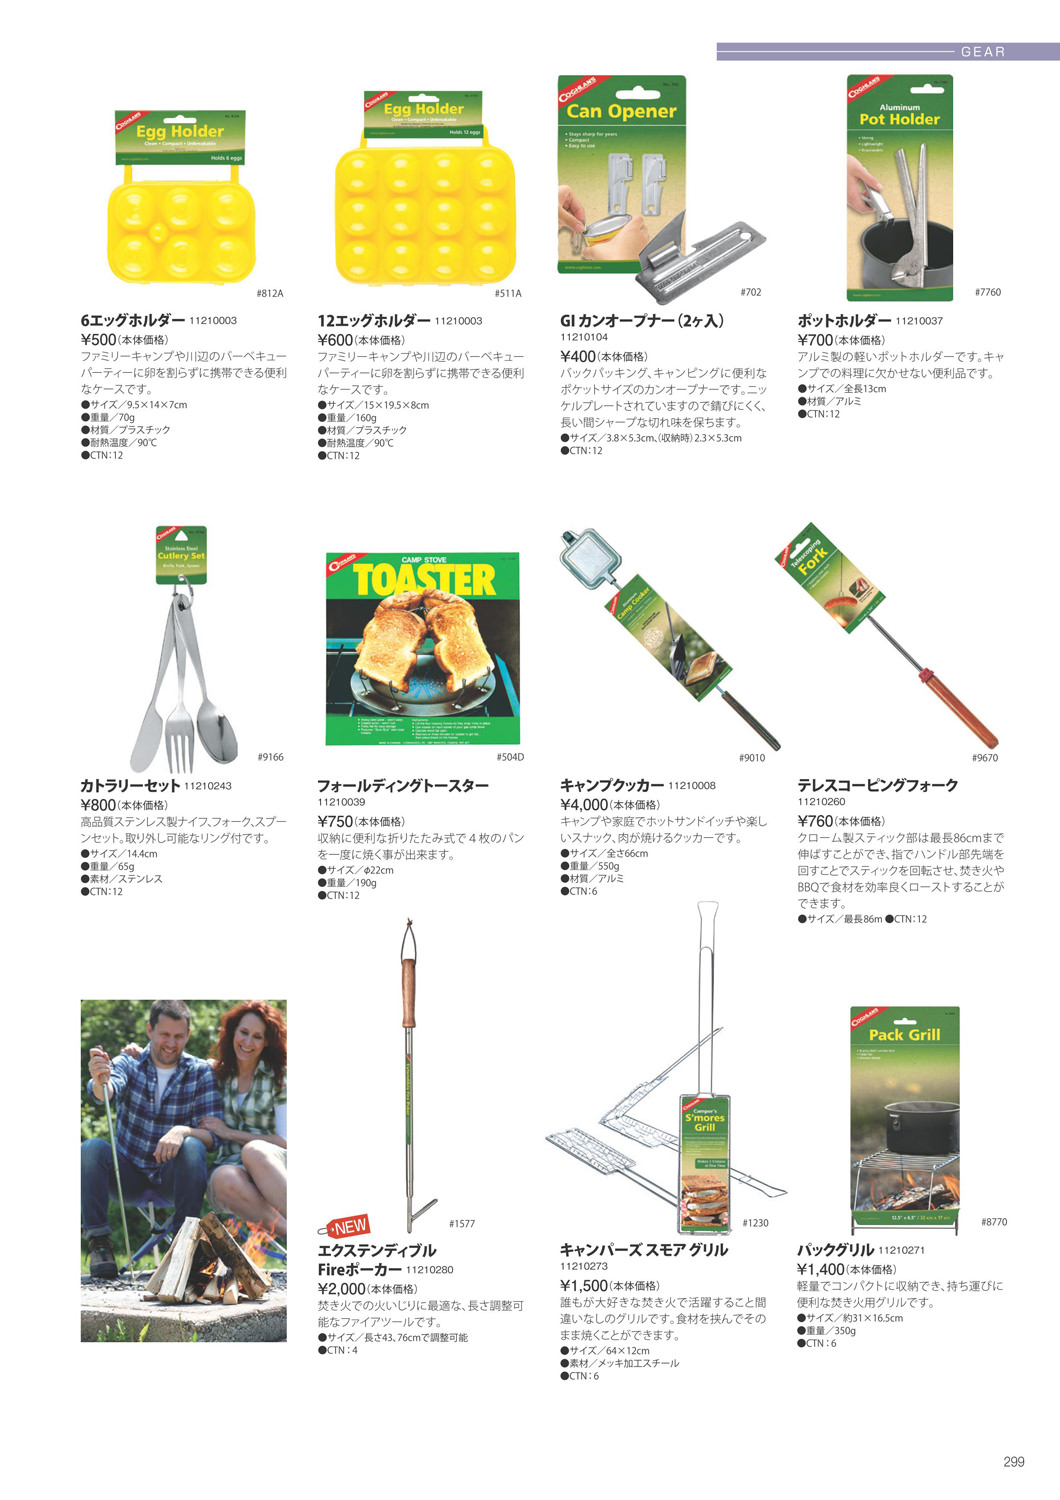 GEAR
COGHLAN'S
Egg Holder
Clean • Compact • Unbreakable
Holds 6 eggs
#812A
6エッグホルダー 11210003
¥500(本体価格)
ファミリーキャンプや川辺のバーベキュー
パーティーに卵を割らずに携帯できる便利
なケースです。
●サイズ／9.5×14×7cm
●重量／70g
●材質／プラスチック
●耐熱温度／90℃
●CTN：12
COGHLAN'S
Egg Holder
Clean • Compact • Unbreakable
Holds 12 eggs
#511A
12エッグホルダー 11210003
¥600(本体価格)
ファミリーキャンプや川辺のバーベキュー
パーティーに卵を割らずに携帯できる便利
なケースです。
●サイズ／15×19.5×8cm
●重量／160g
●材質／プラスチック
●耐熱温度／90℃
●CTN：12
COGHLAN'S
Can Opener
• Stays sharp for years
• Compact
• Easy to use
#702
GI カンオープナー（2ヶ入）
11210104
¥400(本体価格)
バックパッキング、キャンピングに便利な
ポケットサイズのカンオープナーです。ニッ
ケルプレートされていますので錆びにくく、
長い間シャープな切れ味を保ちます。
●サイズ／3.8×5.3cm、（収納時）2.3×5.3cm
●CTN：12
COGHLAN'S
Aluminum
Pot Holder
• Strong
• Lightweight
#7760
ポットホルダー 11210037
¥700(本体価格)
アルミ製の軽いポットホルダーです。キャ
ンプでの料理に欠かせない便利品です。
●サイズ／全長13cm
●材質／アルミ
●CTN：12
COGHLAN'S
Stainless Steel
Cutlery Set
Knife, Fork, Spoon
#9166
カトラリーセット 11210243
¥800(本体価格)
高品質ステンレス製ナイフ、フォーク、スプー
ンセット。取り外し可能なリング付です。
●サイズ／14.4cm
●重量／65g
●素材／ステンレス
●CTN：12
COGHLAN'S
CAMP STOVE
TOASTER
#504D
フォールディングトースター
11210039
¥750(本体価格)
収納に便利な折りたたみ式で４枚のパン
を一度に焼く事が出来ます。
●サイズ／φ22cm
●重量／190g
●CTN：12
Camp Cooker
#9010
キャンプクッカー 11210008
¥4,000(本体価格)
キャンプや家庭でホットサンドイッチや楽し
いスナック、肉が焼けるクッカーです。
●サイズ／全さ66cm
●重量／550g
●材質／アルミ
●CTN：6
COGHLAN'S
Telescoping
Fork
#9670
テレスコーピングフォーク
11210260
¥760(本体価格)
クローム製スティック部は最長86cmまで
伸ばすことができ、指でハンドル部先端を
回すことでスティックを回転させ、焚き火や
BBQで食材を効率良くローストすることが
できます。
●サイズ／最長86m ●CTN：12
NEW
#1577
エクステンディブル
Fireポーカー 11210280
¥2,000(本体価格)
焚き火での火いじりに最適な、長さ調整可
能なファイアツールです。
●サイズ／長さ43、76cmで調整可能
●CTN：4
Camper's
S'mores
Grill
#1230
キャンパーズ スモア グリル
11210273
¥1,500(本体価格)
誰もが大好きな焚き火で活躍すること間
違いなしのグリルです。食材を挟んでその
まま焼くことができます。
●サイズ／64×12cm
●素材／メッキ加工スチール
●CTN：6
COGHLAN'S
Pack Grill
#8770
パックグリル 11210271
¥1,400(本体価格)
軽量でコンパクトに収納でき、持ち運びに
便利な焚き火用グリルです。
●サイズ／約31×16.5cm
●重量／350g
●CTN：6
299